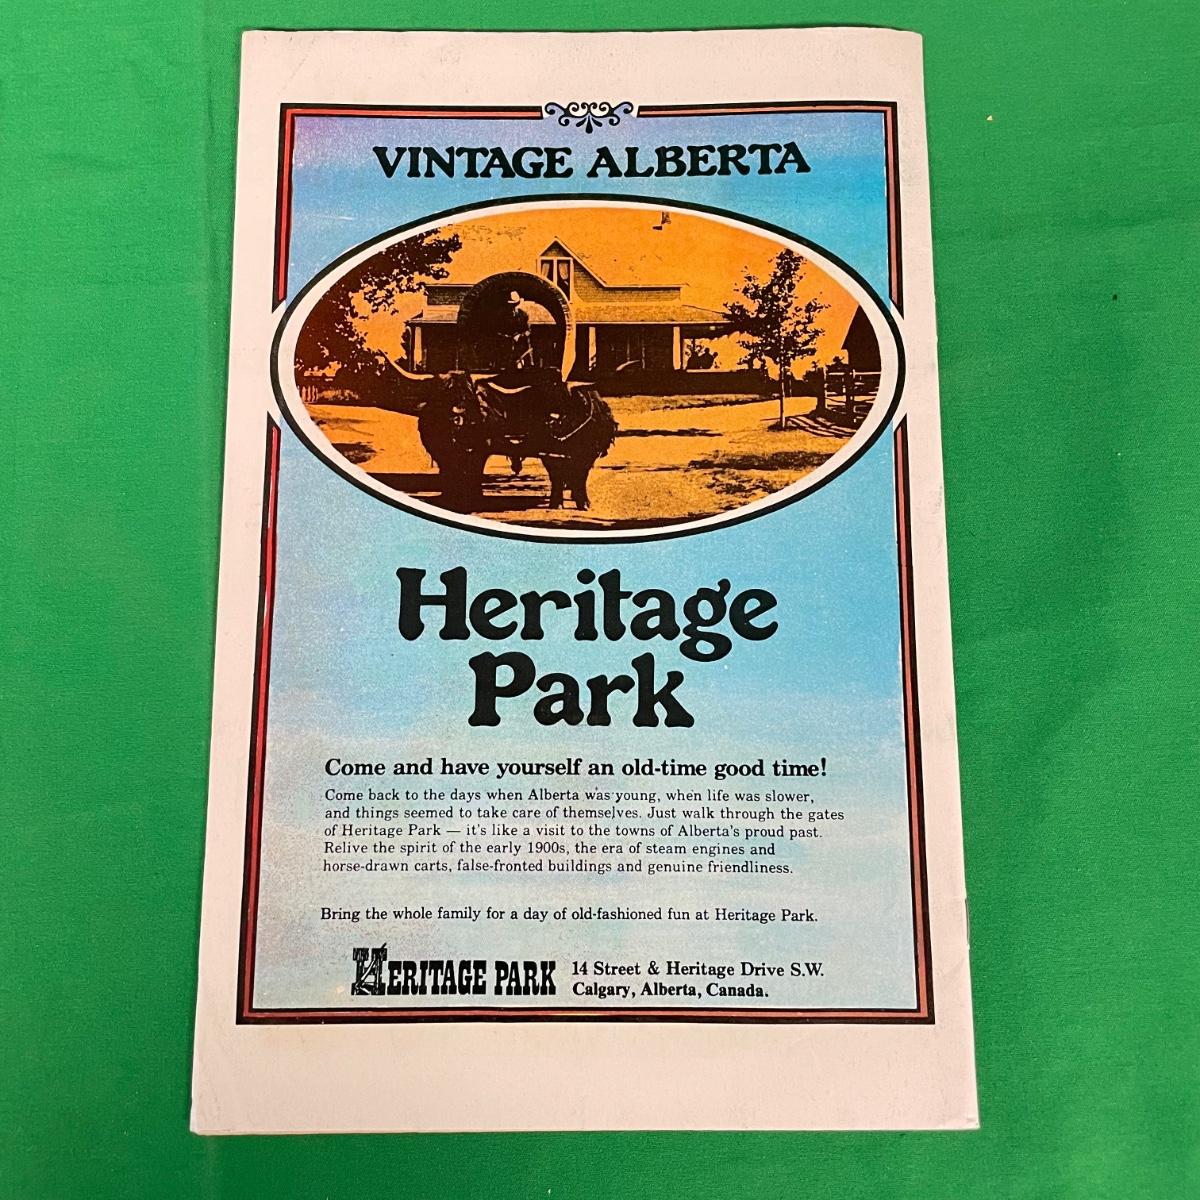 VINTAGE ALBERTA
Heritage
Park
Come and have yourself an old-time good time!
Come back to the days when Alberta was young, when life was slower,
and things seemed to take care of themselves. Just walk through the gates
of Heritage Park — it's like a visit to the towns of Alberta's proud past.
Relive the spirit of the early 1900s, the era of steam engines and
horse-drawn carts, false-fronted buildings and genuine friendliness.
Bring the whole family for a day of old-fashioned fun at Heritage Park.
HERITAGE PARK
14 Street & Heritage Drive S.W.
Calgary, Alberta, Canada.